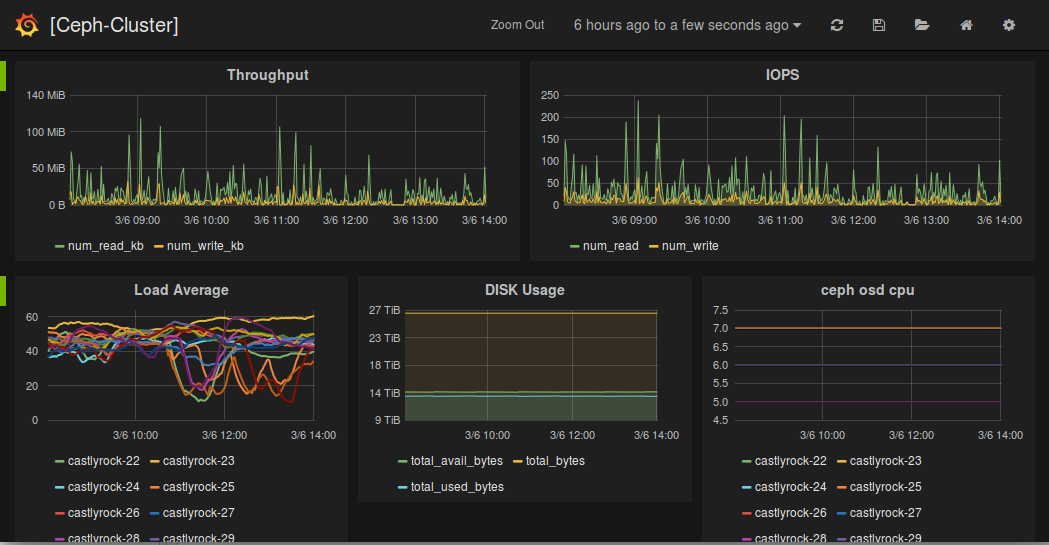 [Ceph-Cluster]
Zoom Out
6 hours ago to a few seconds ago
Throughput
140 MiB
100 MiB
50 MiB
0 B
3/6 09:00 3/6 10:00 3/6 11:00 3/6 12:00 3/6 13:00 3/6 14:00
num_read_kb num_write_kb
IOPS
250
200
150
100
50
0
3/6 09:00 3/6 10:00 3/6 11:00 3/6 12:00 3/6 13:00 3/6 14:00
num_read num_write
Load Average
60
40
20
0
3/6 10:00 3/6 12:00 3/6 14:00
castlyrock-22 castlyrock-23
castlyrock-24 castlyrock-25
castlyrock-26 castlyrock-27
castlyrock-28 castlyrock-29
DISK Usage
27 TiB
23 TiB
18 TiB
14 TiB
9 TiB
3/6 10:00 3/6 12:00 3/6 14:00
total_avail_bytes total_bytes
total_used_bytes
ceph osd cpu
7.5
7.0
6.5
6.0
5.5
5.0
4.5
3/6 10:00 3/6 12:00 3/6 14:00
castlyrock-22 castlyrock-23
castlyrock-24 castlyrock-25
castlyrock-26 castlyrock-27
castlyrock-28 castlyrock-29